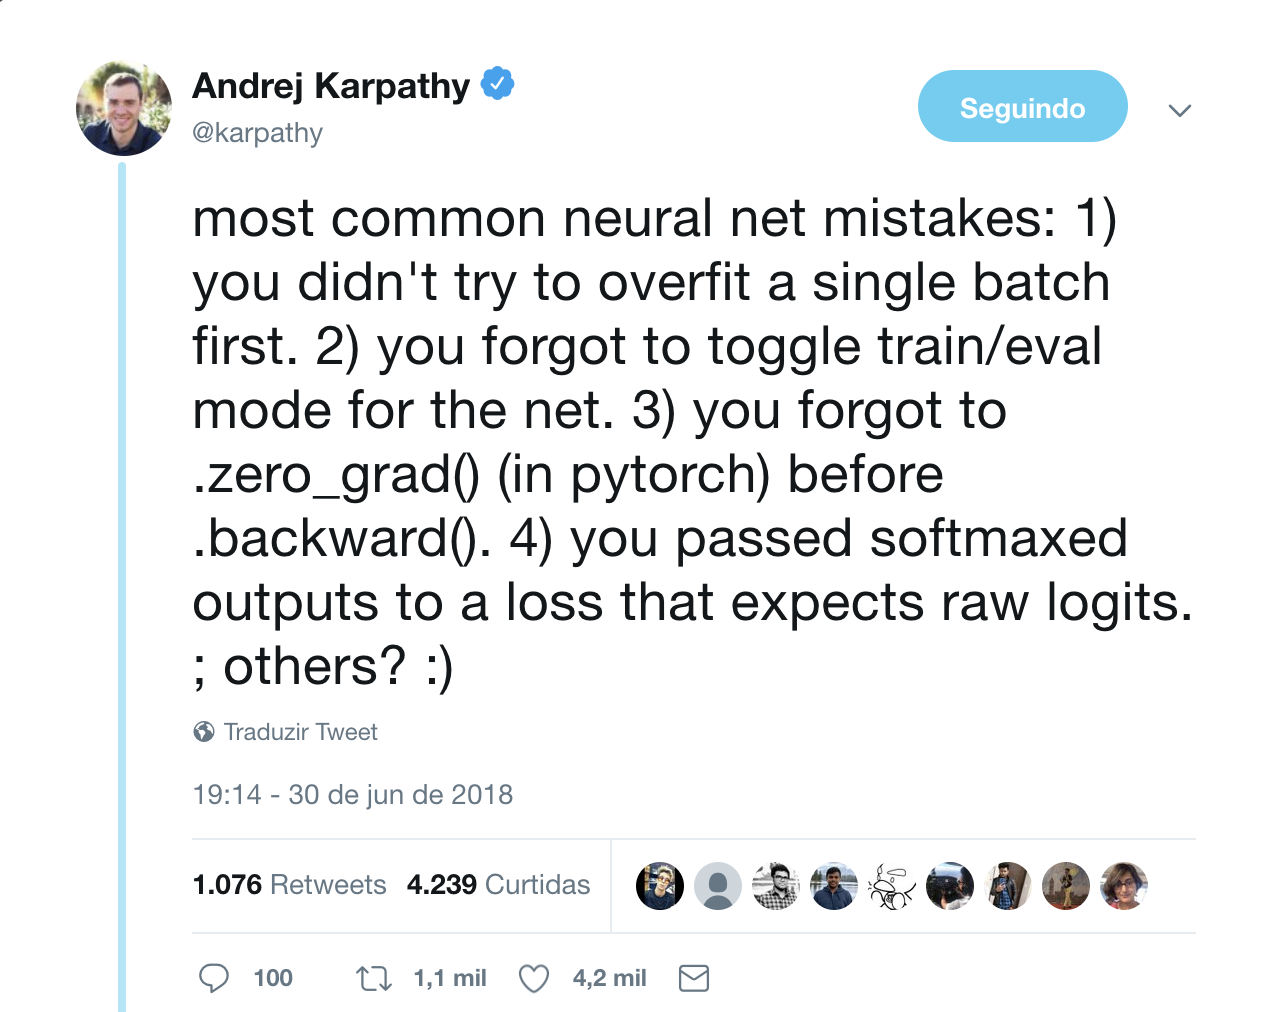 Andrej Karpathy
@karpathy
Seguindo
most common neural net mistakes: 1)
you didn't try to overfit a single batch
first. 2) you forgot to toggle train/eval
mode for the net. 3) you forgot to
.zero_grad() (in pytorch) before
.backward(). 4) you passed softmaxed
outputs to a loss that expects raw logits.
; others? :)
Traduzir Tweet
19:14 - 30 de jun de 2018
1.076 Retweets 4.239 Curtidas
100 1,1 mil 4,2 mil